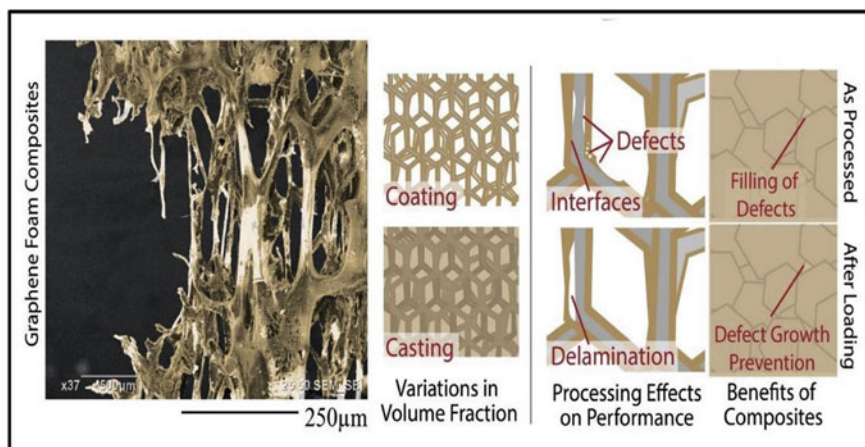 Graphene Foam Composites
x37
500µm
SEM
250µm
Coating
Casting
Variations in
Volume Fraction
Defects
Interfaces
Delamination
Processing Effects
on Performance
Filling of
Defects
Defect Growth
Prevention
Benefits of
Composites
As Processed
After Loading